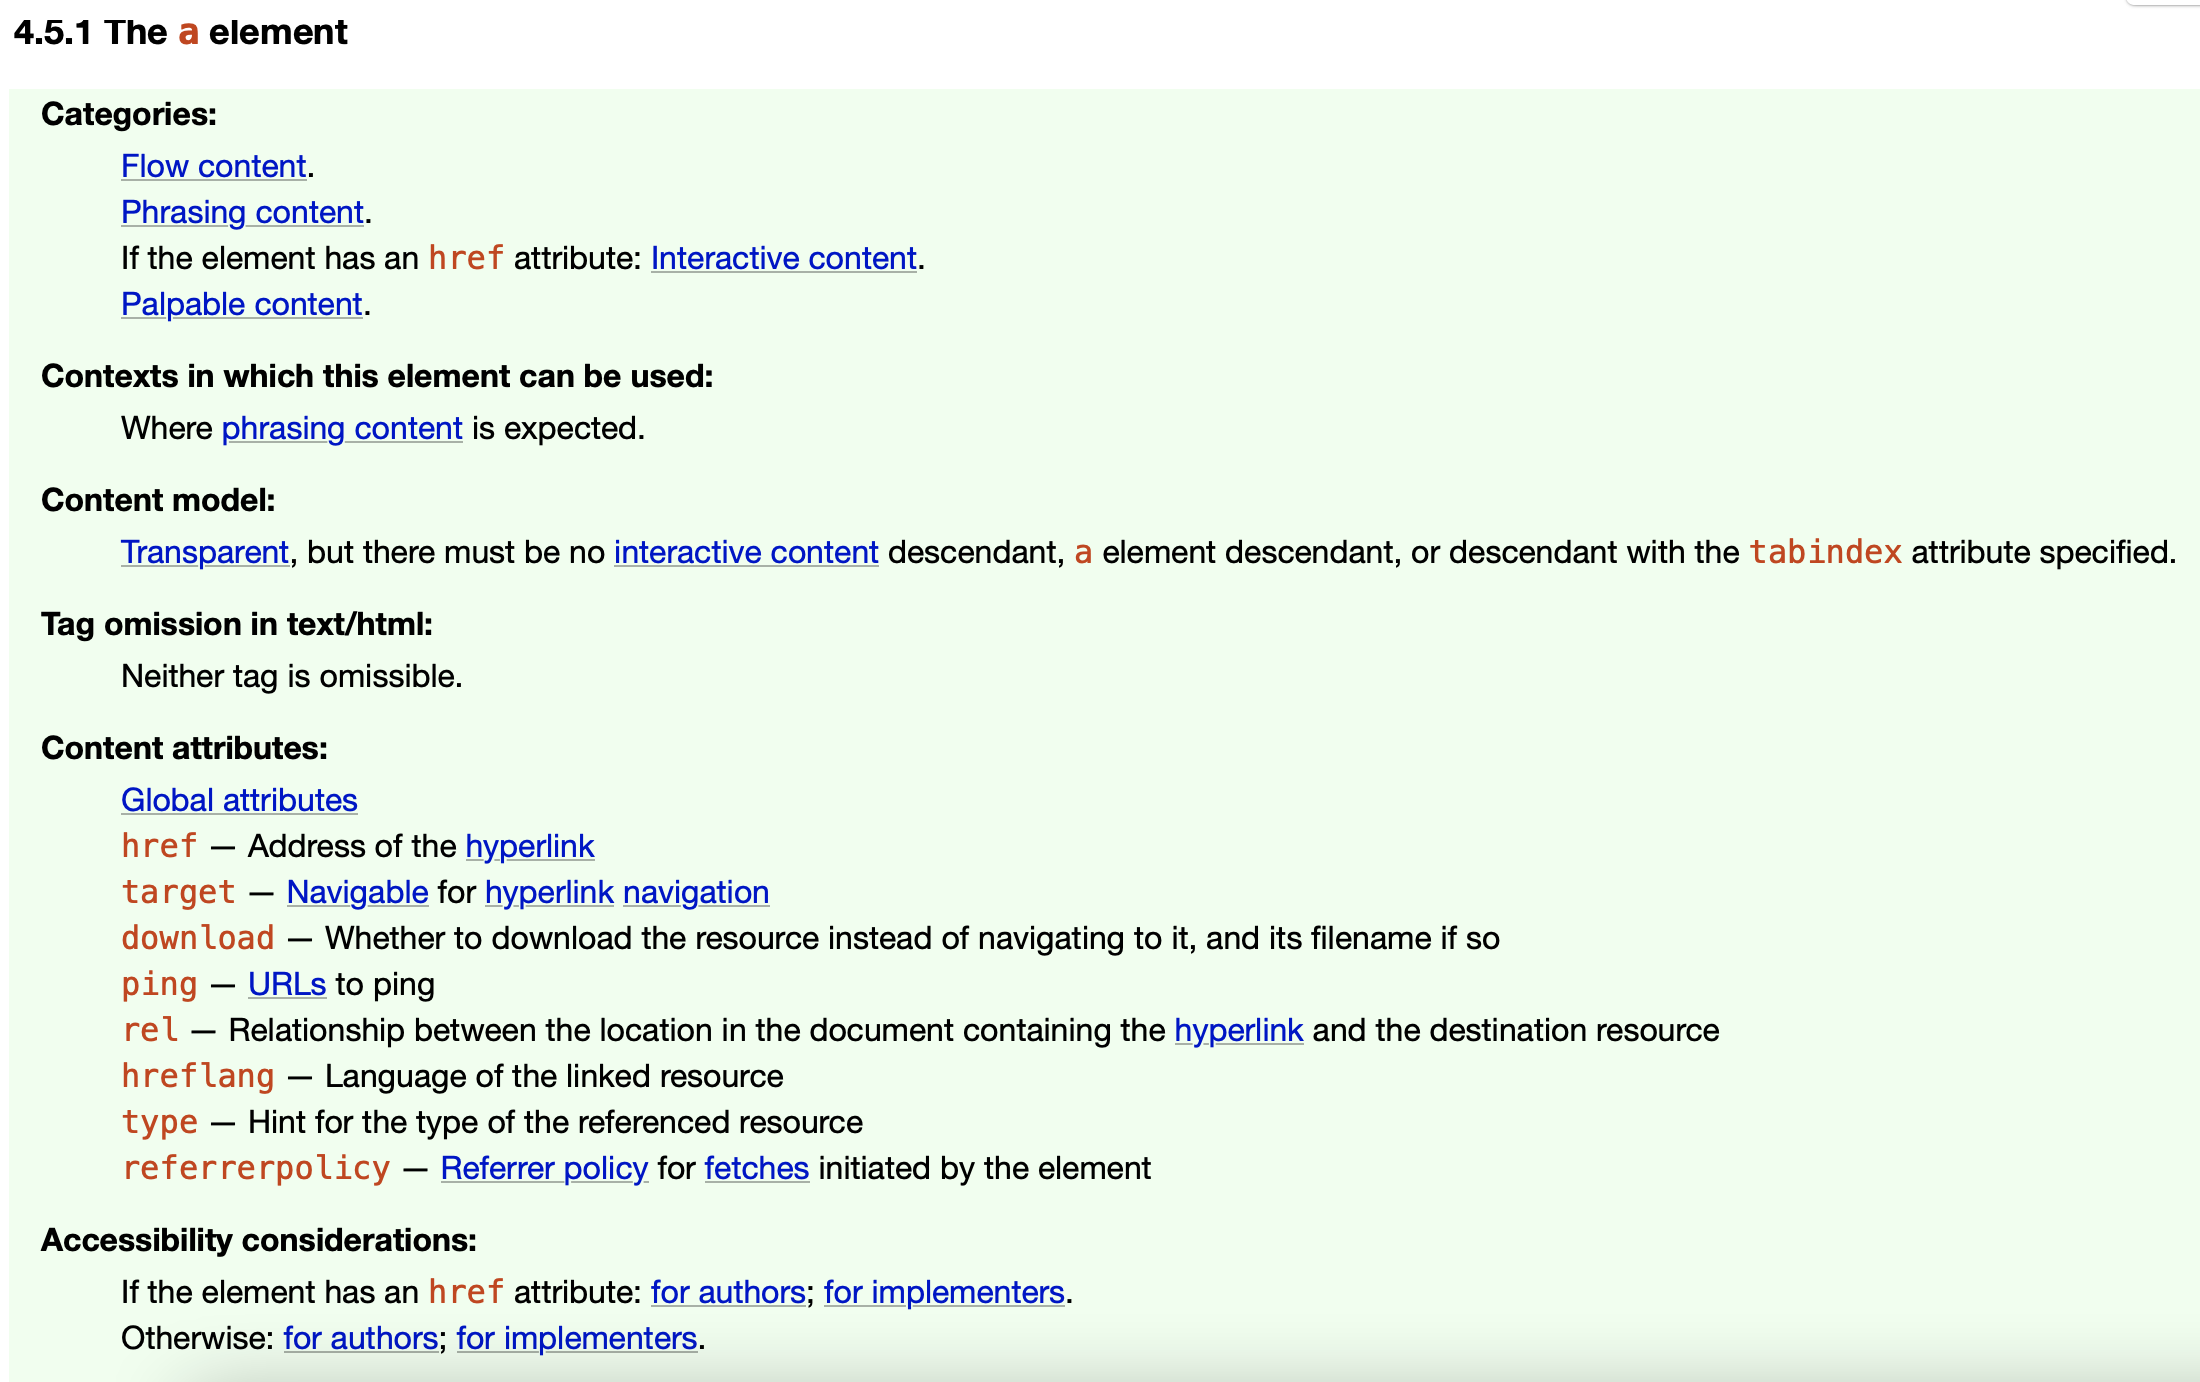 4.5.1 The a element
Categories:
Flow content.
Phrasing content.
If the element has an href attribute: Interactive content.
Palpable content.
Contexts in which this element can be used:
Where phrasing content is expected.
Content model:
Transparent, but there must be no interactive content descendant, a element descendant, or descendant with the tabindex attribute specified.
Tag omission in text/html:
Neither tag is omissible.
Content attributes:
Global attributes
href — Address of the hyperlink
target — Navigable for hyperlink navigation
download — Whether to download the resource instead of navigating to it, and its filename if so
ping — URLs to ping
rel — Relationship between the location in the document containing the hyperlink and the destination resource
hreflang — Language of the linked resource
type — Hint for the type of the referenced resource
referrerpolicy — Referrer policy for fetches initiated by the element
Accessibility considerations:
If the element has an href attribute: for authors; for implementers.
Otherwise: for authors; for implementers.